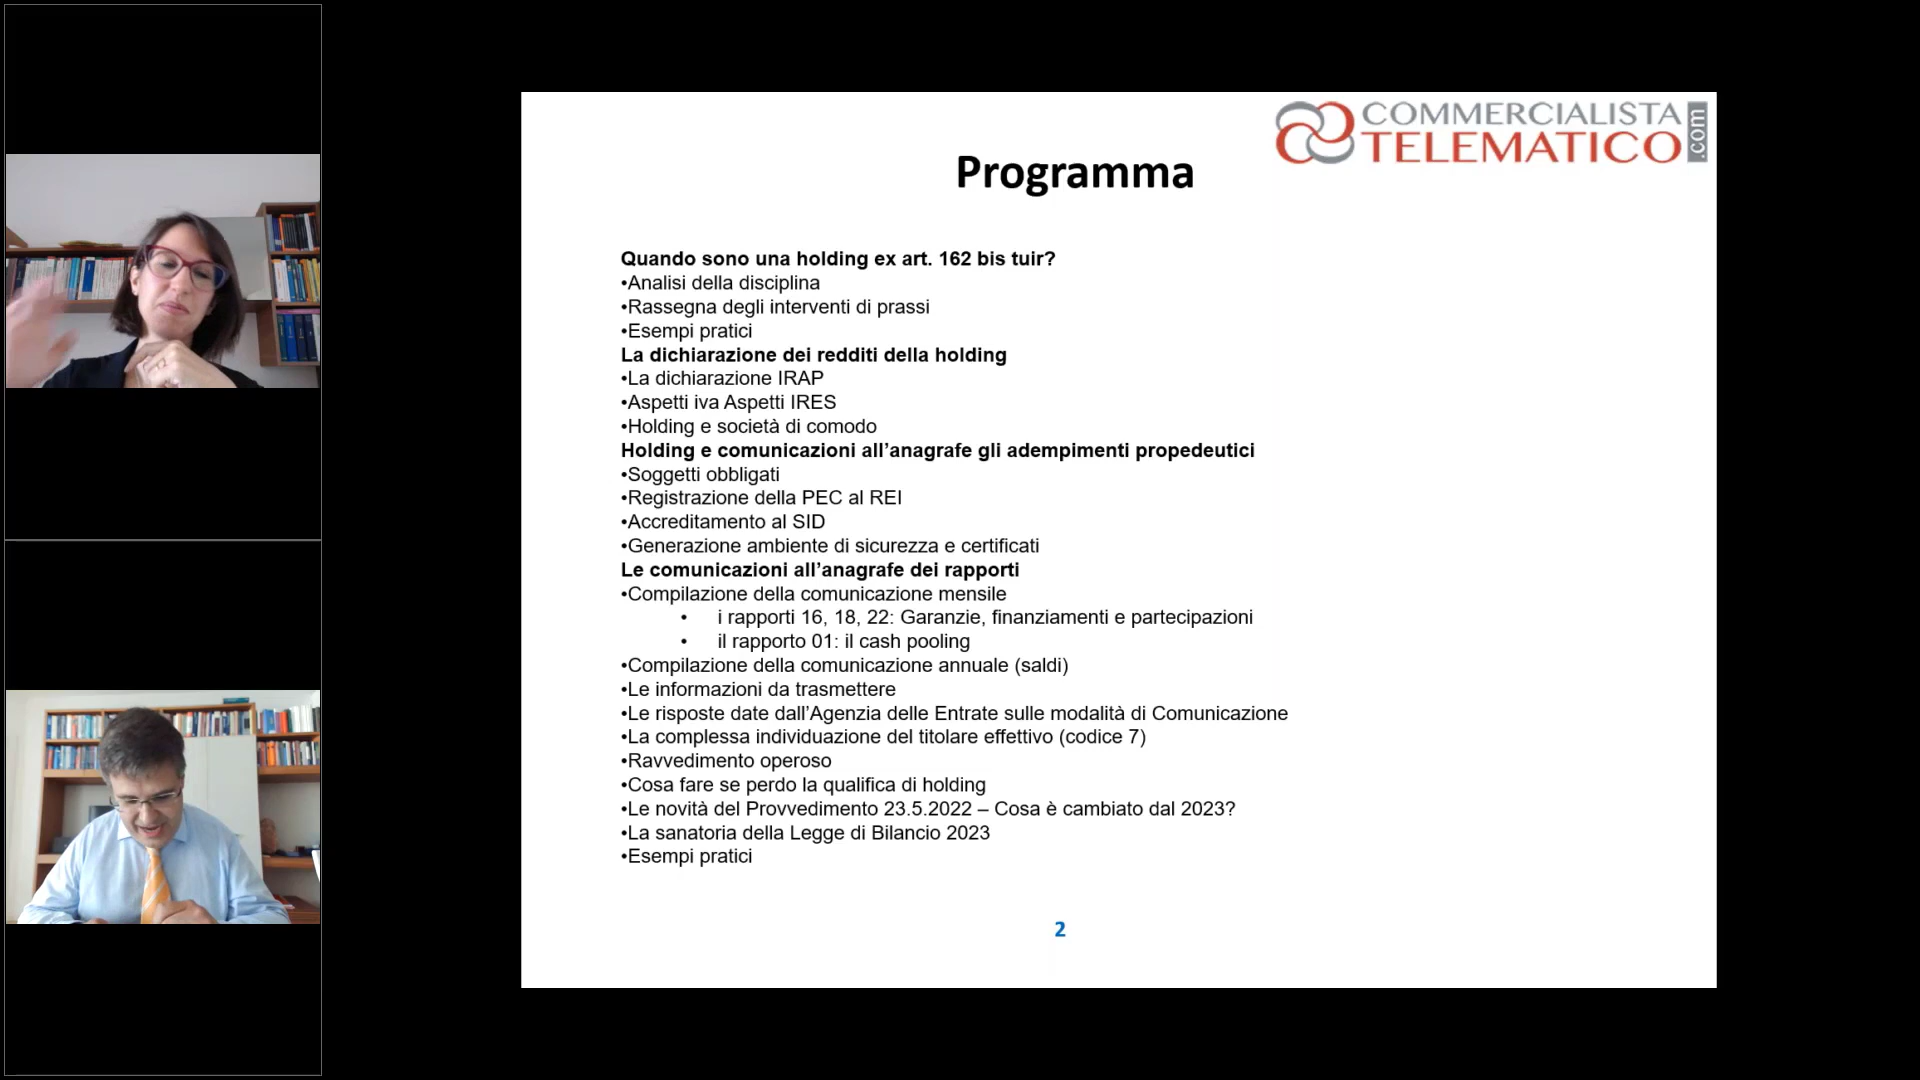 COMMERCIALISTA
TELEMATICO
.com
Programma
Quando sono una holding ex art. 162 bis tuir?
•Analisi della disciplina
•Rassegna degli interventi di prassi
•Esempi pratici
La dichiarazione dei redditi della holding
•La dichiarazione IRAP
•Aspetti iva Aspetti IRES
•Holding e società di comodo
Holding e comunicazioni all’anagrafe gli adempimenti propedeutici
•Soggetti obbligati
•Registrazione della PEC al REI
•Accreditamento al SID
•Generazione ambiente di sicurezza e certificati
Le comunicazioni all’anagrafe dei rapporti
•Compilazione della comunicazione mensile
• i rapporti 16, 18, 22: Garanzie, finanziamenti e partecipazioni
• il rapporto 01: il cash pooling
•Compilazione della comunicazione annuale (saldi)
•Le informazioni da trasmettere
•Le risposte date dall’Agenzia delle Entrate sulle modalità di Comunicazione
•La complessa individuazione del titolare effettivo (codice 7)
•Ravvedimento operoso
•Cosa fare se perdo la qualifica di holding
•Le novità del Provvedimento 23.5.2022 – Cosa è cambiato dal 2023?
•La sanatoria della Legge di Bilancio 2023
•Esempi pratici
2